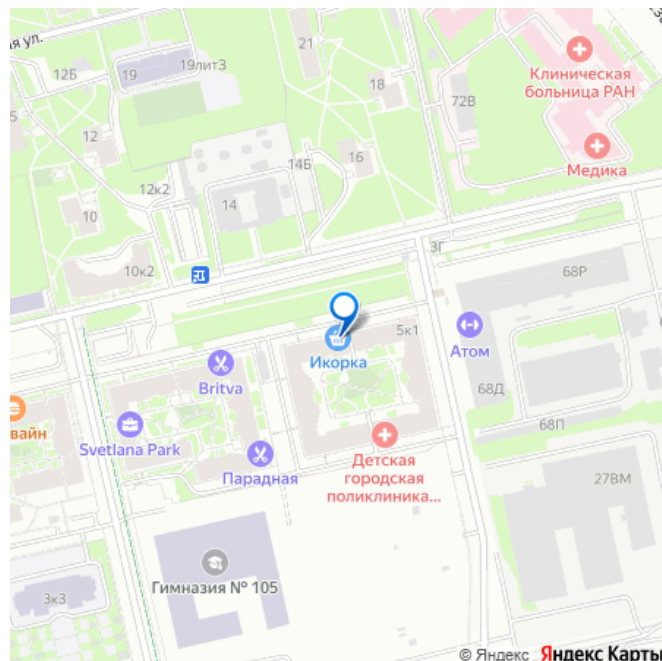 ая ул.
21
12Б
19
19литЗ
18
Клиническая
больница РАН
72В
5
12
Медика
16
14Б
12к2
14
10
3Г
10к2
68Р
5к1
Икорка
Атом
Britva
68Д
вайн
Svetlana Park
68П
Парадная
Детская
городская
поликлиника...
27ВМ
Гимназия № 105
3к3
© Яндекс Яндекс Карты